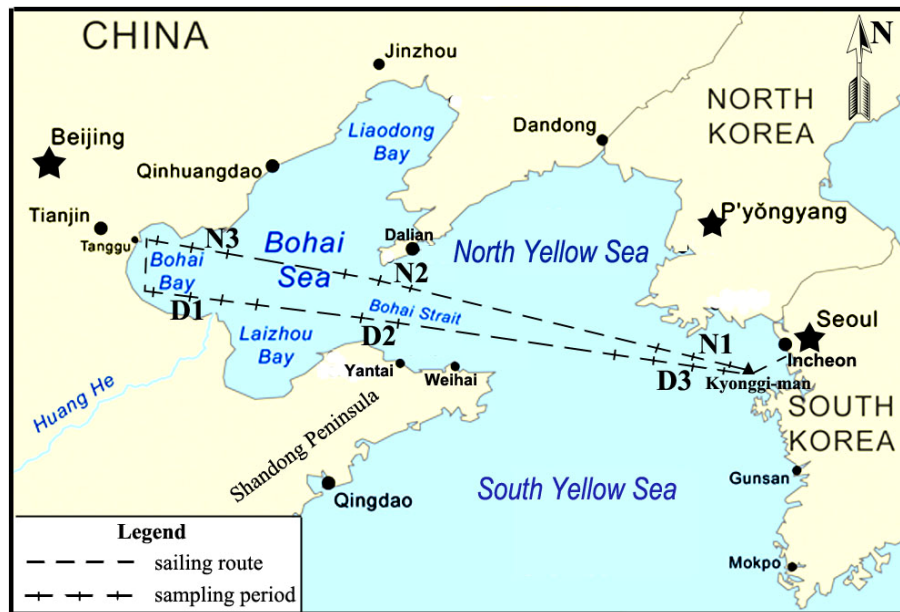 CHINA
N
Jinzhou
NORTH
KOREA
Liaodong
Bay
Dandong
Beijing
Qinhuangdao
P'yŏngyang
Tianjin
Tanggu
N3
Bohai
Sea
Dalian
North Yellow Sea
N2
Bohai
Bay
D1
Bohai Strait
D2
Laizhou
Bay
Seoul
N1
Incheon
D3
Kyonggi-man
Yantai
Weihai
Huang He
Shandong Peninsula
SOUTH
KOREA
Gunsan
Qingdao
South Yellow Sea
Mokpo
Legend
sailing route
sampling period